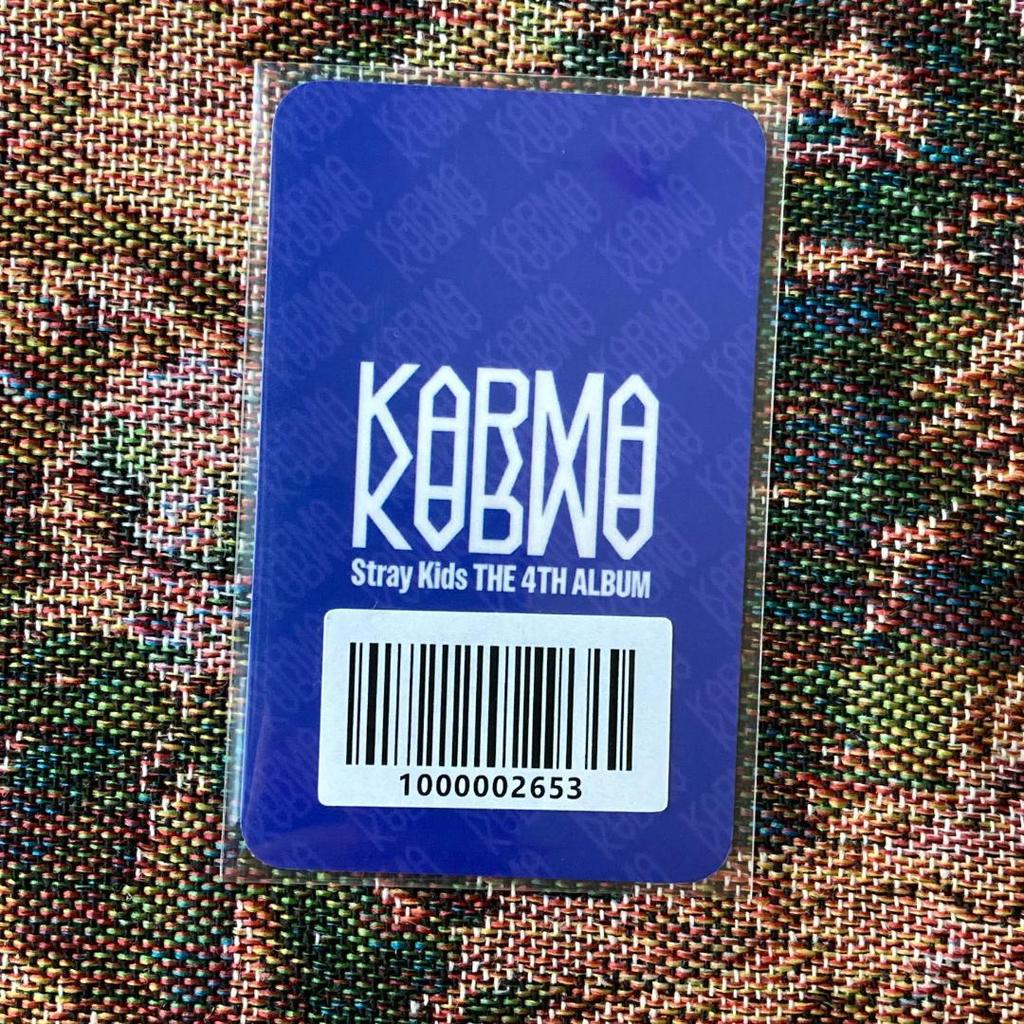 KARMA
Stray Kids THE 4TH ALBUM
1000002653